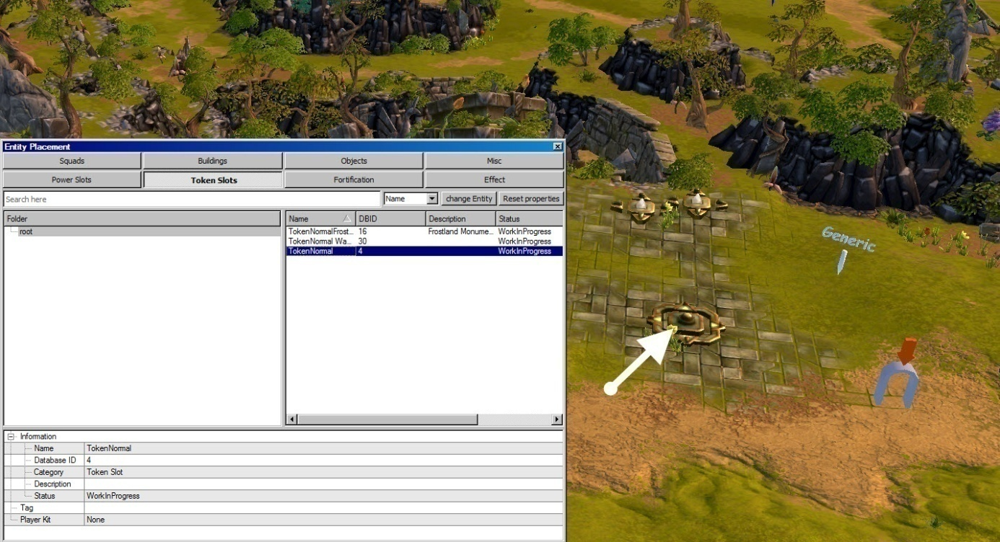 Entity Placement
Squads Buildings Objects Misc
Power Slots Token Slots Fortification Effect
Search here Name change Entity Reset properties
Folder
root
Name DBID Description Status
TokenNormalFrost... 16 Frostland Monume... WorkInProgress
TokenNormal Wa... 30 WorkInProgress
TokenNormal 4 WorkInProgress
Generic
Information
Name TokenNormal
Database ID 4
Category Token Slot
Description
Status WorkInProgress
Tag
Player Kit None